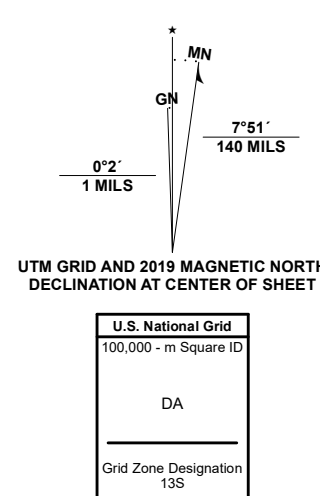 ★
MN
GN
7°51´
140 MILS
0°2´
1 MILS
UTM GRID AND 2019 MAGNETIC NORTH
DECLINATION AT CENTER OF SHEET
U.S. National Grid
100,000 - m Square ID
DA
Grid Zone Designation
13S